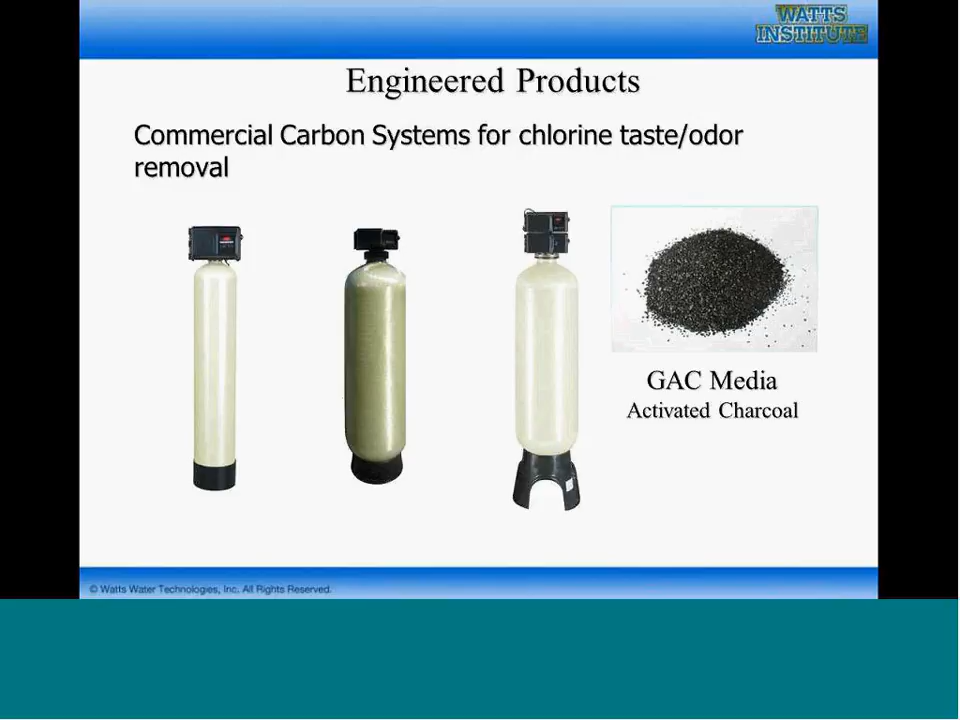 WATTS
INSTITUTE
Engineered Products
Commercial Carbon Systems for chlorine taste/odor
removal
GAC Media
Activated Charcoal
© Watts Water Technologies, Inc. All Rights Reserved.